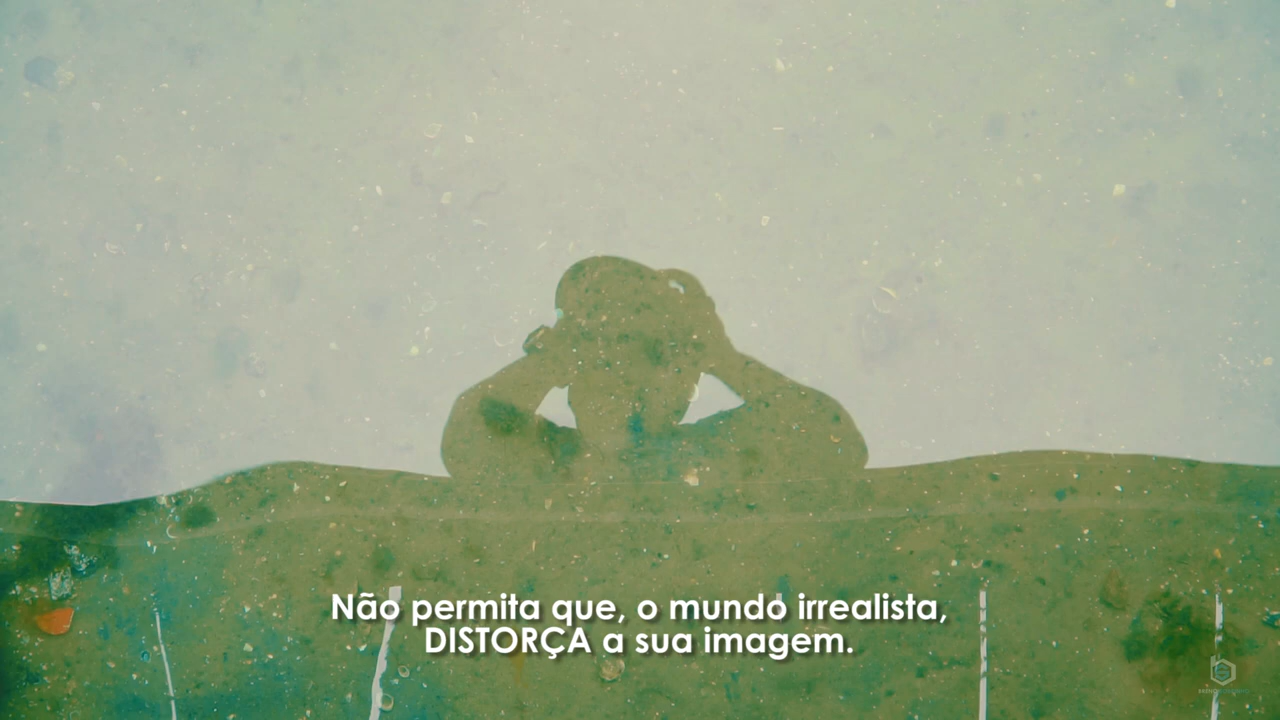 Não permita que, o mundo irrealista,
DISTORÇA a sua imagem.